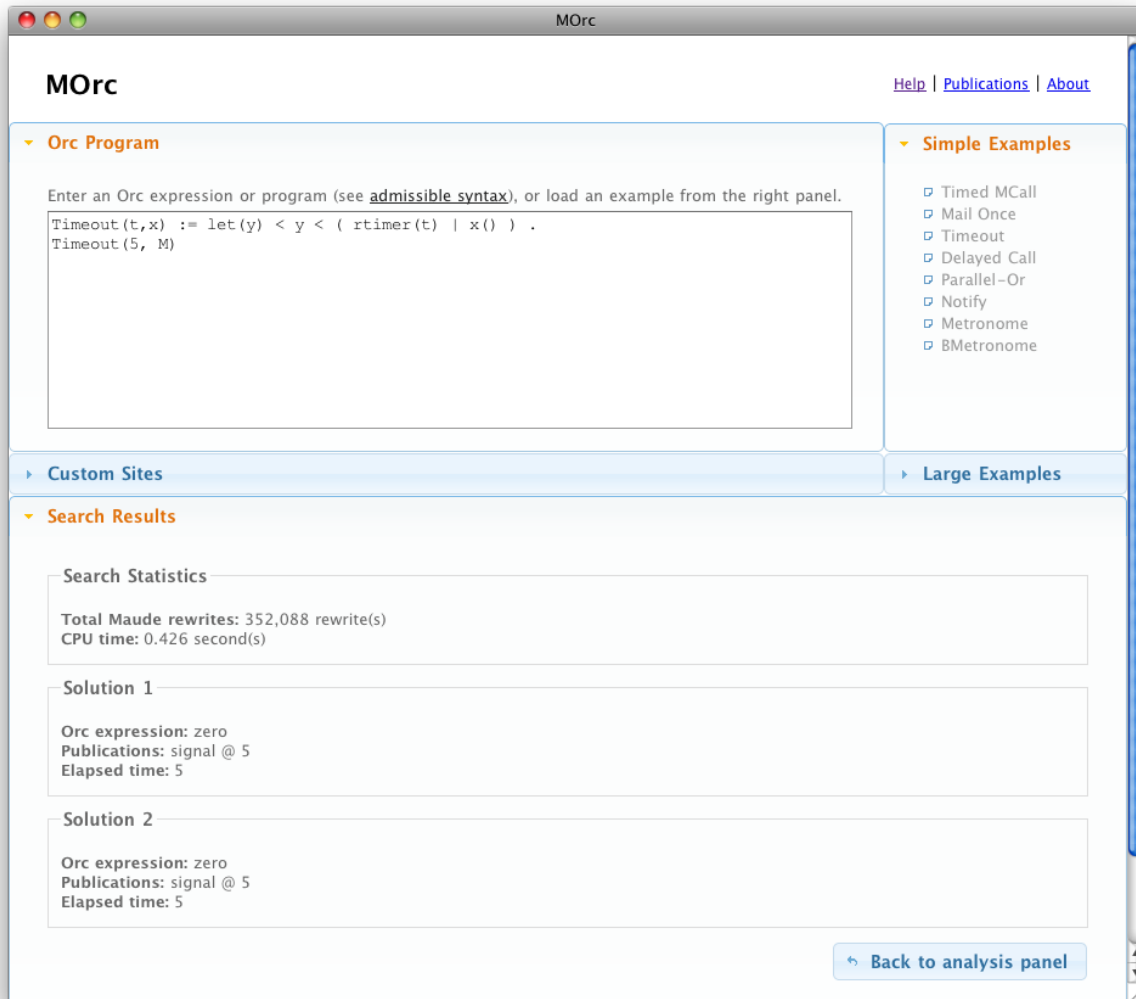 MOrc
MOrc
Help | Publications | About
Orc Program
Enter an Orc expression or program (see admissible syntax), or load an example from the right panel.
Timeout(t,x) := let(y) < y < ( rtimer(t) | x() ) .
Timeout(5, M)
Simple Examples
Timed MCall
Mail Once
Timeout
Delayed Call
Parallel-Or
Notify
Metronome
BMetronome
Custom Sites
Large Examples
Search Results
Search Statistics
Total Maude rewrites: 352,088 rewrite(s)
CPU time: 0.426 second(s)
Solution 1
Orc expression: zero
Publications: signal @ 5
Elapsed time: 5
Solution 2
Orc expression: zero
Publications: signal @ 5
Elapsed time: 5
Back to analysis panel